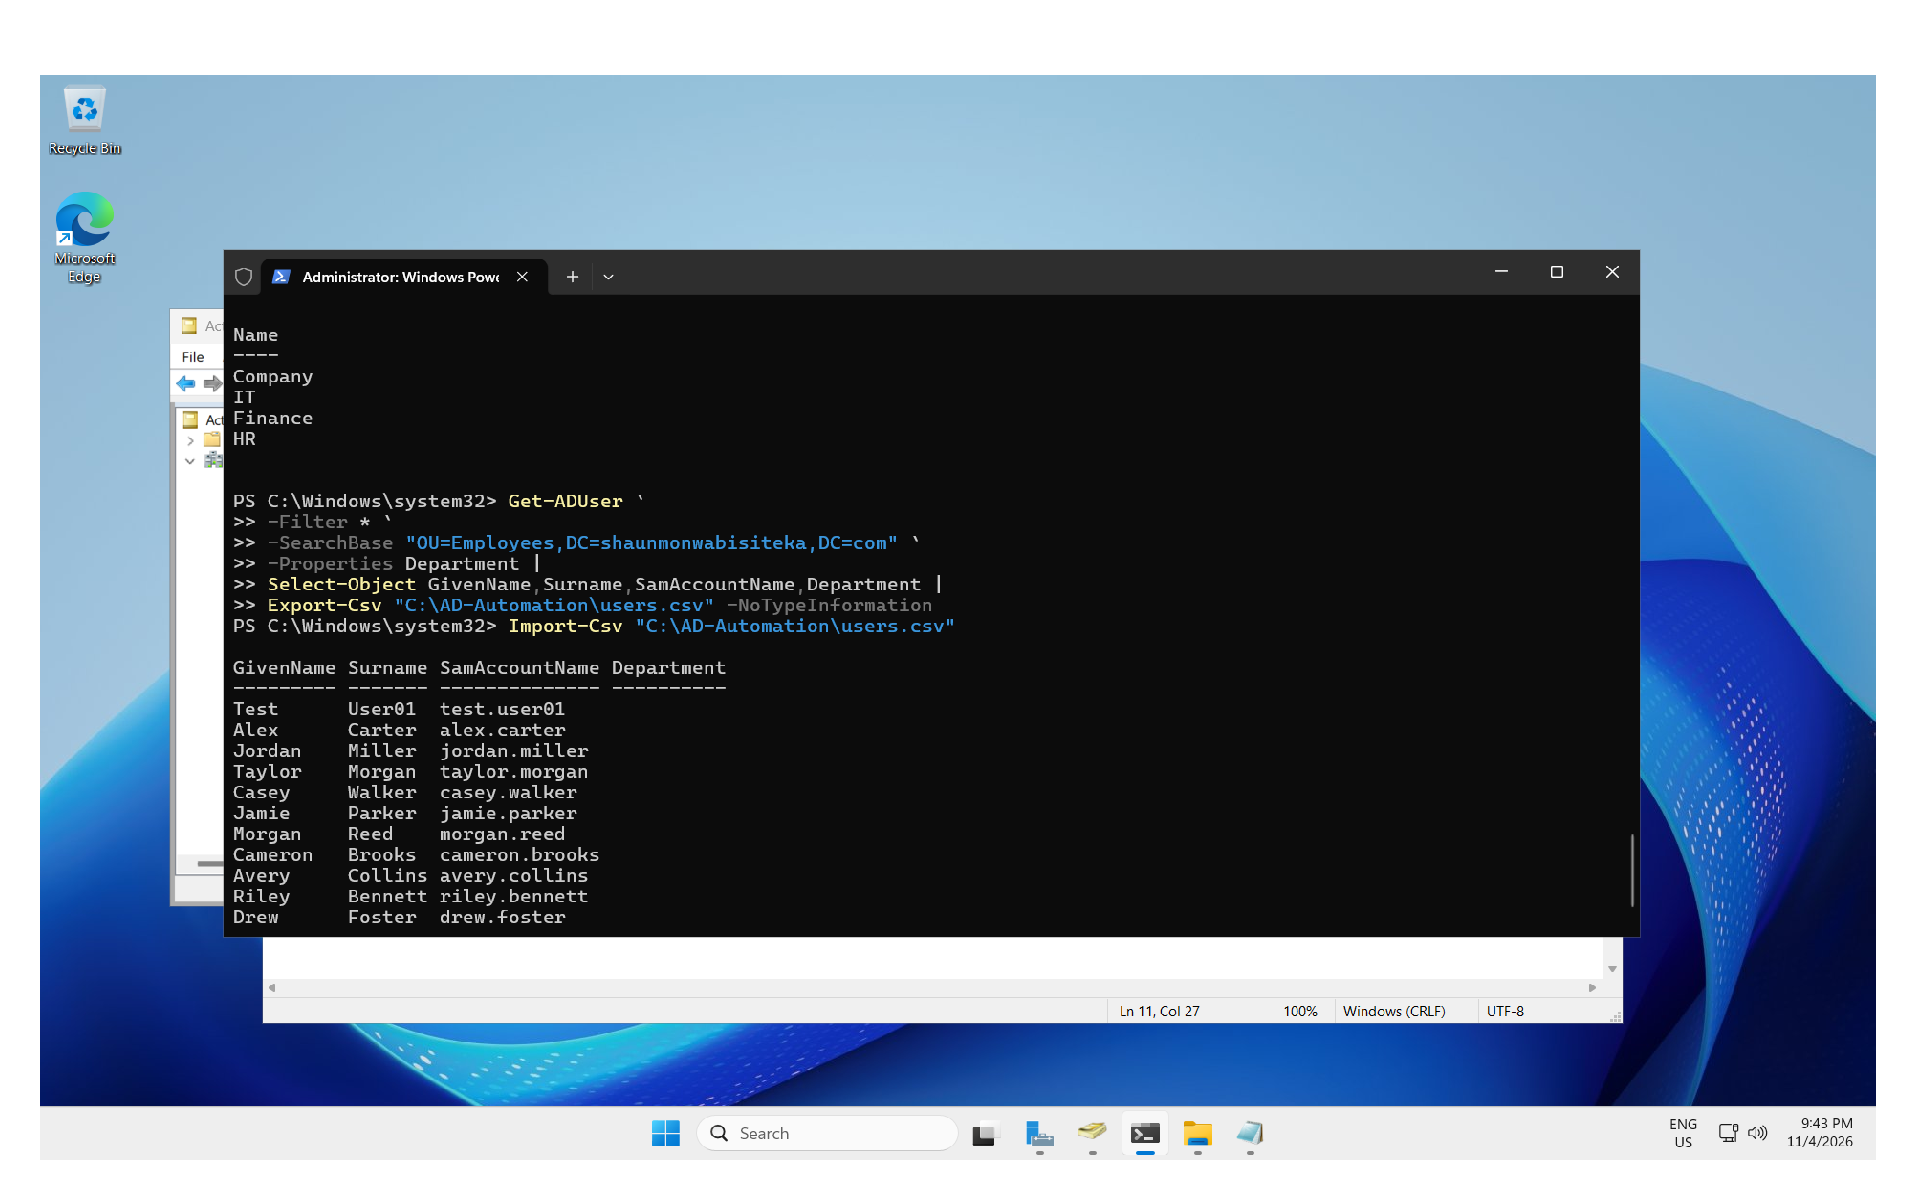 Recycle Bin
Microsoft
Edge
Administrator: Windows Powe
File
Name
----
Company
IT
Finance
HR
PS C:\Windows\system32> Get-ADUser `
>> -Filter * `
>> -SearchBase "OU=Employees,DC=shaunmonwabisiteka,DC=com" `
>> -Properties Department |
>> Select-Object GivenName,Surname,SamAccountName,Department |
>> Export-Csv "C:\AD-Automation\users.csv" -NoTypeInformation
PS C:\Windows\system32> Import-Csv "C:\AD-Automation\users.csv"
GivenName Surname SamAccountName Department
--------- ------- -------------- ----------
Test User01 test.user01
Alex Carter alex.carter
Jordan Miller jordan.miller
Taylor Morgan taylor.morgan
Casey Walker casey.walker
Jamie Parker jamie.parker
Morgan Reed morgan.reed
Cameron Brooks cameron.brooks
Avery Collins avery.collins
Riley Bennett riley.bennett
Drew Foster drew.foster
Ln 11, Col 27 100% Windows (CRLF) UTF-8
Search
ENG
US
9:43 PM
11/4/2026